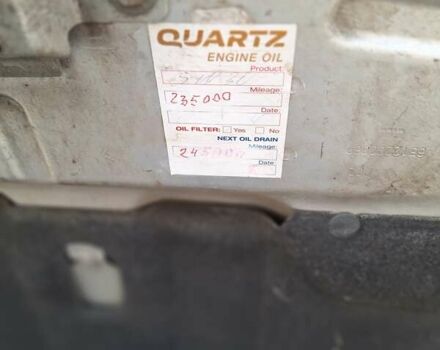 QUARTZ
ENGINE OIL
Product
Mileage
235000
Date
OIL FILTER: Yes No
NEXT OIL DRAIN
Mileage
245000
Date